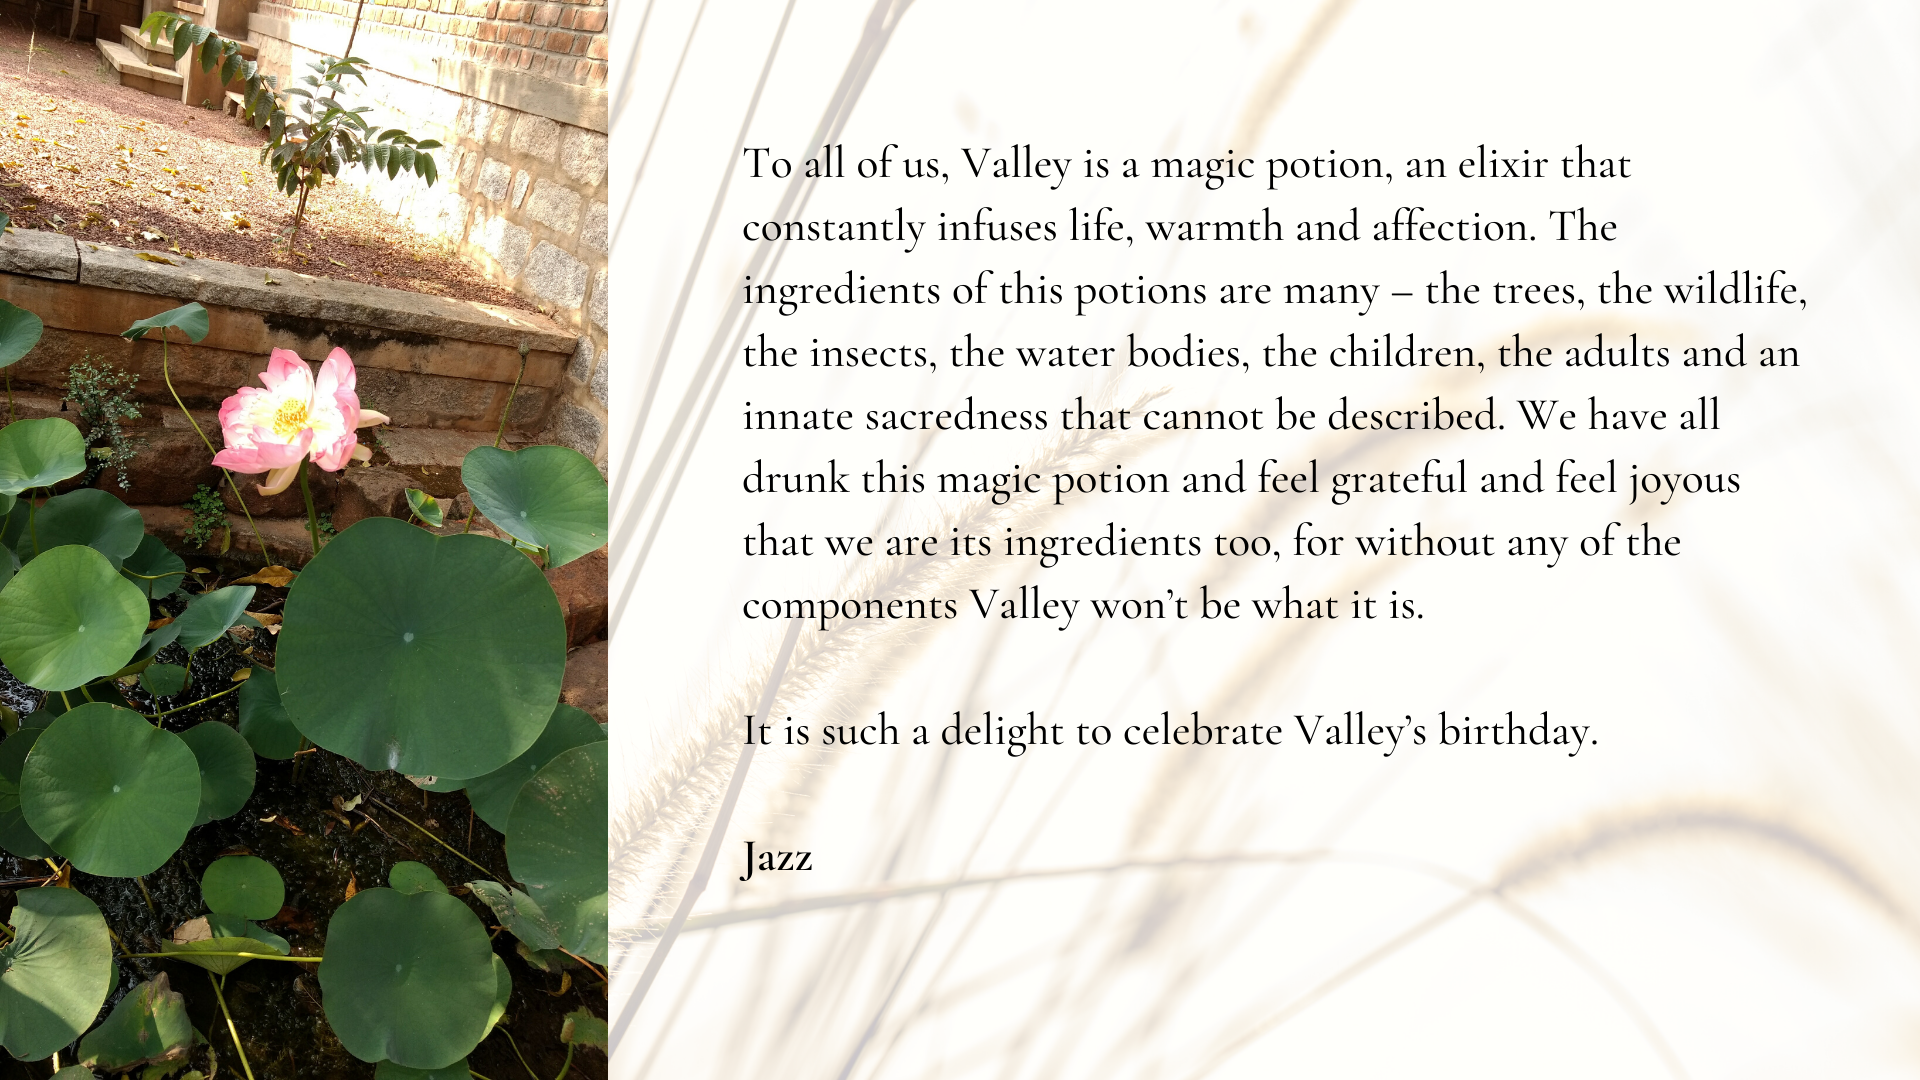 To all of us, Valley is a magic potion, an elixir that
constantly infuses life, warmth and affection. The
ingredients of this potions are many – the trees, the wildlife,
the insects, the water bodies, the children, the adults and an
innate sacredness that cannot be described. We have all
drunk this magic potion and feel grateful and feel joyous
that we are its ingredients too, for without any of the
components Valley won’t be what it is.
It is such a delight to celebrate Valley’s birthday.
Jazz